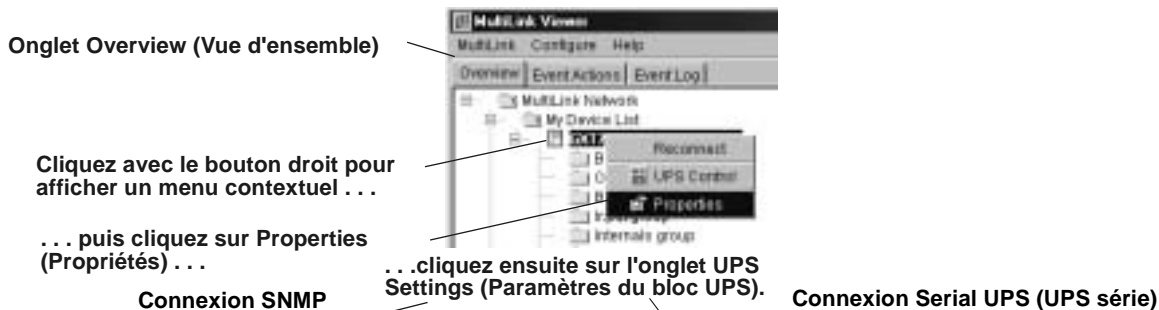 MultiLink Viewer
Onglet Overview (Vue d'ensemble)
MultiLink Configure Help
Overview Event Actions Event Log
MultiLink Network
My Device List
Reconnect
Cliquez avec le bouton droit pour
afficher un menu contextuel . . .
UPS Control
Properties
. . . puis cliquez sur Properties
(Propriétés) . . .
Internals group
. . .cliquez ensuite sur l'onglet UPS
Settings (Paramètres du bloc UPS).
Connexion SNMP
Connexion Serial UPS (UPS série)